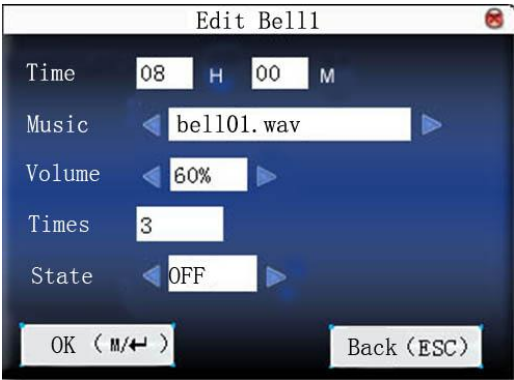 Edit Bell1
Time 08 H 00 M
Music bell01.wav
Volume 60%
Times 3
State OFF
OK (M/↵) Back(ESC)